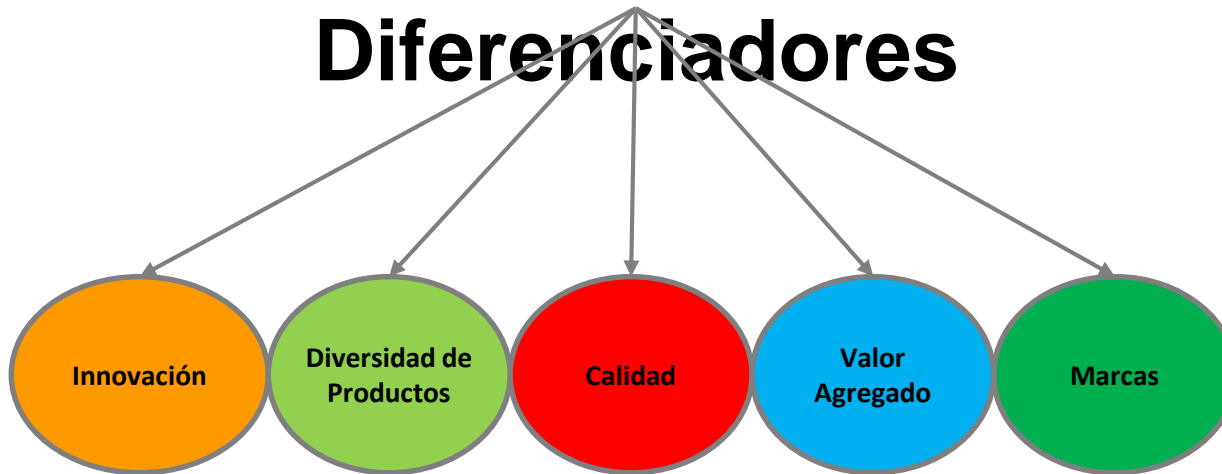 Diferenciadores
Innovación
Diversidad de
Productos
Calidad
Valor
Agregado
Marcas